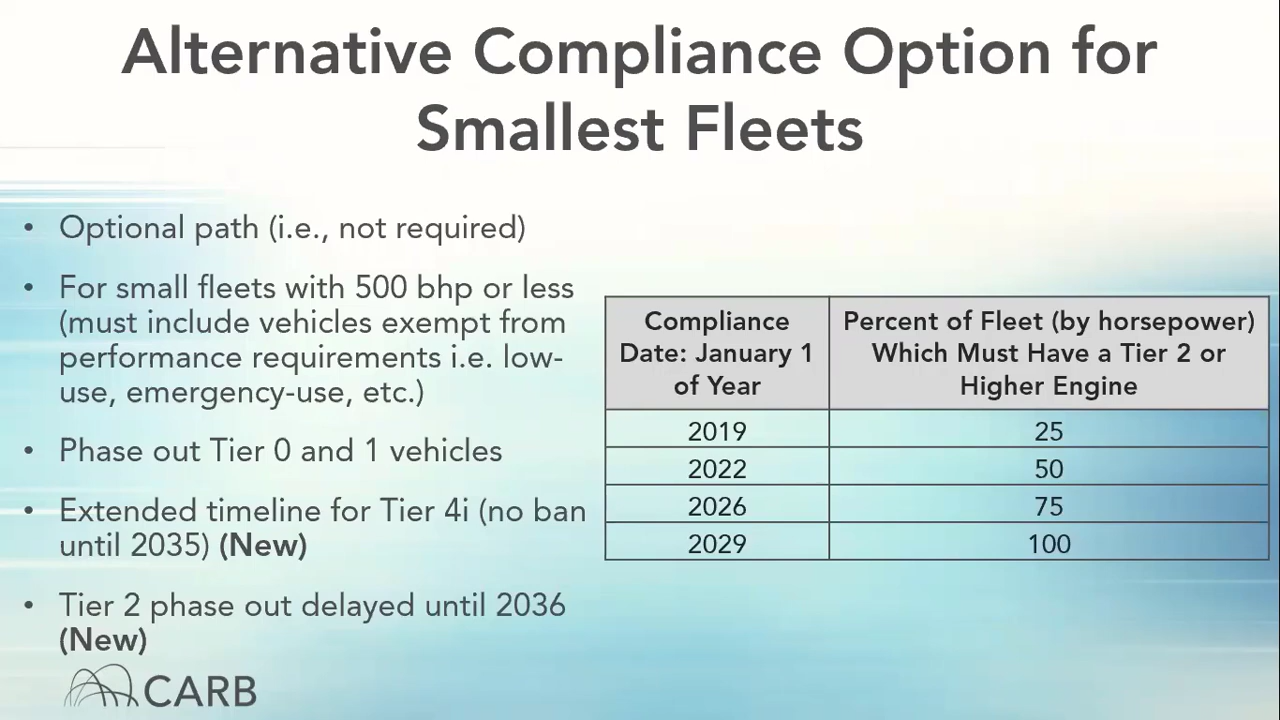 Alternative Compliance Option for
Smallest Fleets
• Optional path (i.e., not required)
• For small fleets with 500 bhp or less
(must include vehicles exempt from
performance requirements i.e. low-
use, emergency-use, etc.)
• Phase out Tier 0 and 1 vehicles
• Extended timeline for Tier 4i (no ban
until 2035) (New)
• Tier 2 phase out delayed until 2036
(New)
Compliance
Date: January 1
of Year
Percent of Fleet (by horsepower)
Which Must Have a Tier 2 or
Higher Engine
2019 25
2022 50
2026 75
2029 100
CARB